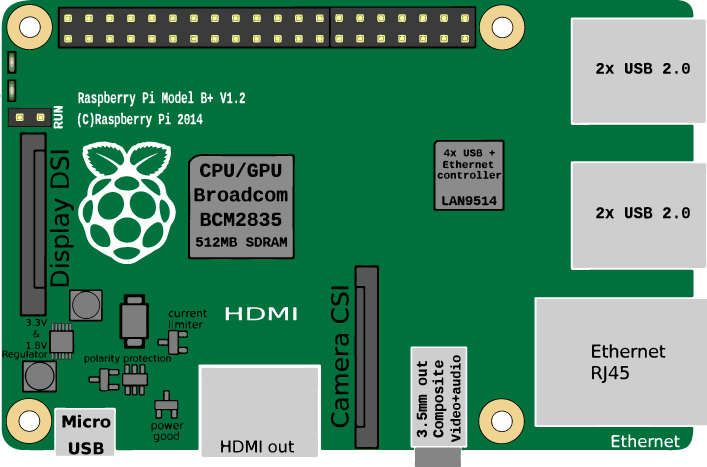 2x USB 2.0
Raspberry Pi Model B+ V1.2
(C)Raspberry Pi 2014
RUN
Display DSI
CPU/GPU
Broadcom
BCM2835
512MB SDRAM
4x USB +
Ethernet
controller
LAN9514
2x USB 2.0
3.3V
&
1.8V
Regulator
current
limiter
polarity protection
power
good
HDMI
Camera CSI
Ethernet
RJ45
3.5mm out
Composite
Video+audio
Micro
USB
HDMI out
Ethernet